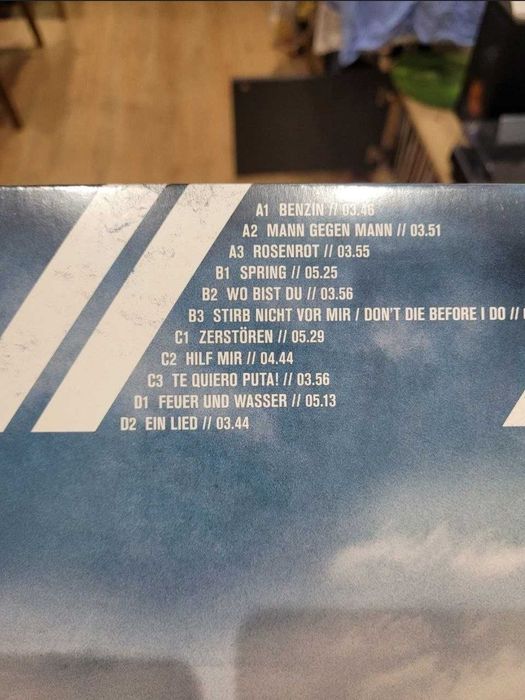 A1 BENZIN // 03.46
A2 MANN GEGEN MANN // 03.51
A3 ROSENROT // 03.55
B1 SPRING // 05.25
B2 WO BIST DU // 03.56
B3 STIRB NICHT VOR MIR / DON'T DIE BEFORE I DO //
C1 ZERSTÖREN // 05.29
C2 HILF MIR // 04.44
C3 TE QUIERO PUTA! // 03.56
D1 FEUER UND WASSER // 05.13
D2 EIN LIED // 03.44